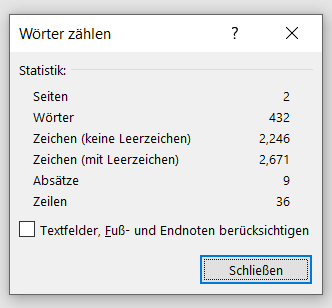 Wörter zählen
Statistik:
Seiten 2
Wörter 432
Zeichen (keine Leerzeichen) 2,246
Zeichen (mit Leerzeichen) 2,671
Absätze 9
Zeilen 36
Textfelder, Fuß- und Endnoten berücksichtigen
Schließen